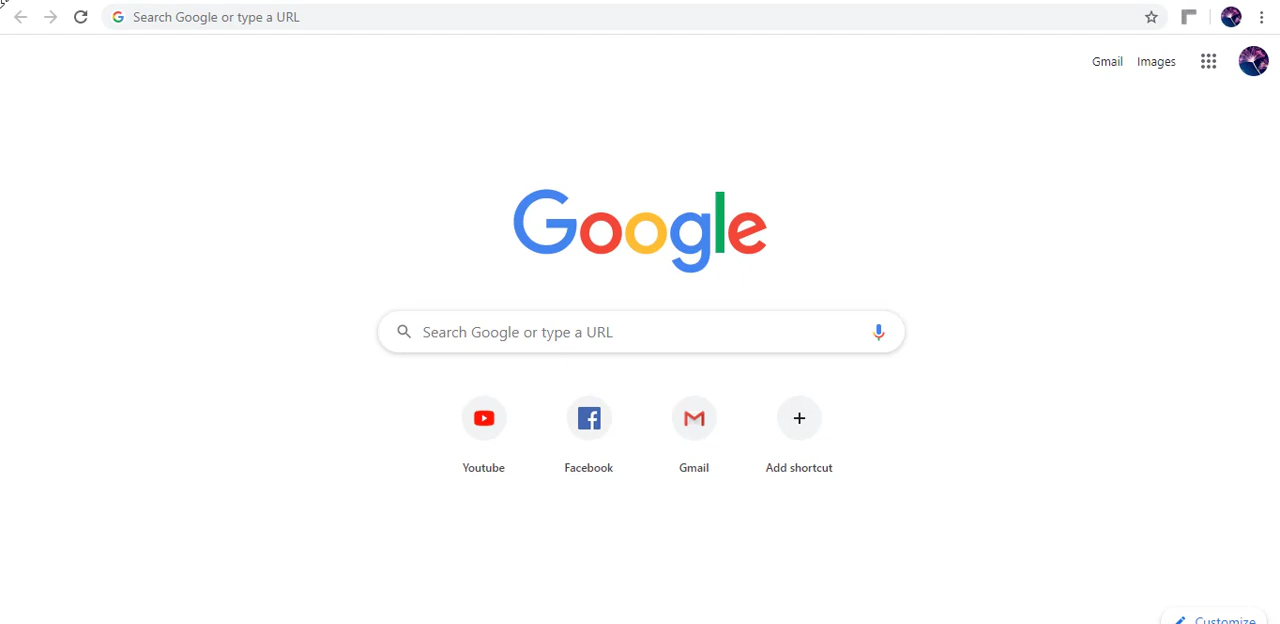 Search Google or type a URL
Gmail Images
Google
Search Google or type a URL
Youtube Facebook Gmail Add shortcut
Customize